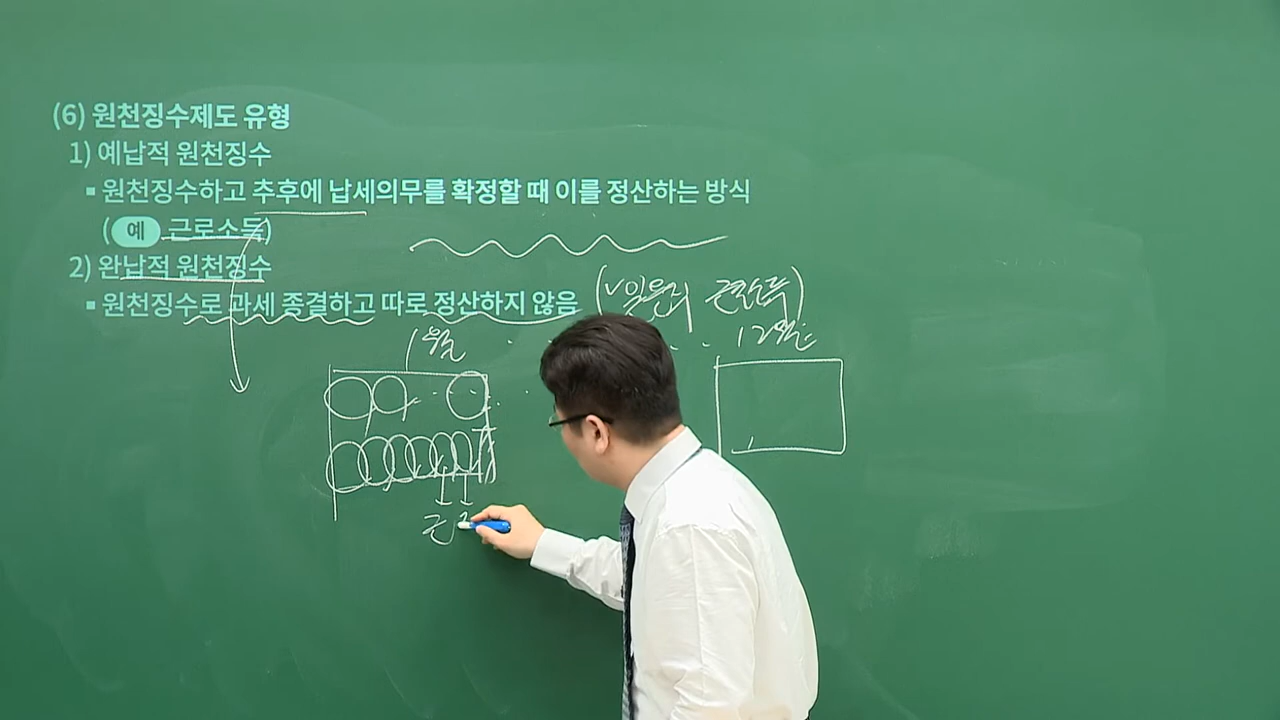 (6) 원천징수제도 유형
1) 예납적 원천징수
▪ 원천징수하고 추후에 납세의무를 확정할 때 이를 정산하는 방식
(예 근로소득)
2) 완납적 원천징수
▪ 원천징수로 과세 종결하고 따로 정산하지 않음 (✓일용직 근로소득)
1월 12월
근